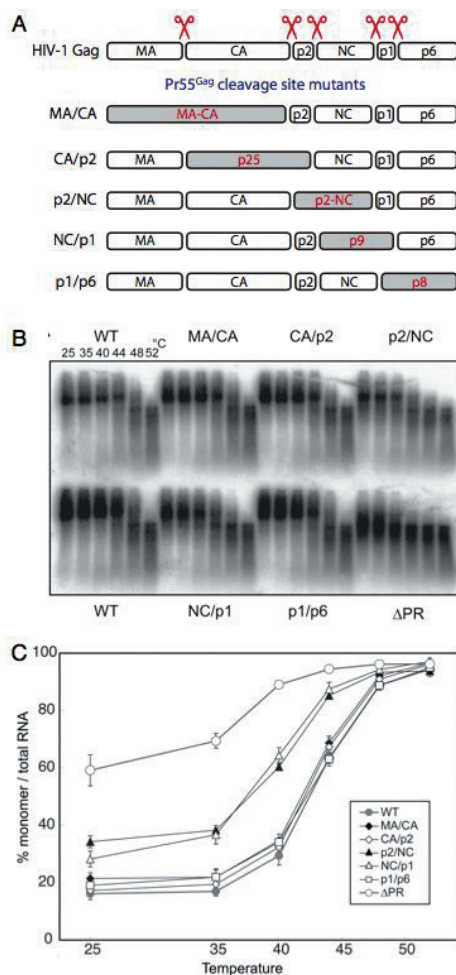 A
HIV-1 Gag MA CA p2 NC p1 p6
Pr55Gag cleavage site mutants
MA/CA MA-CA p2 NC p1 p6
CA/p2 MA p25 NC p1 p6
p2/NC MA CA p2-NC p1 p6
NC/p1 MA CA p2 p9 p6
p1/p6 MA CA p2 NC p8
B
WT MA/CA CA/p2 p2/NC
25 35 40 44 48 52 °C
WT NC/p1 p1/p6 ΔPR
C
% monomer / total RNA
100
80
60
40
20
0
WT
MA/CA
CA/p2
p2/NC
NC/p1
p1/p6
ΔPR
25 35 40 45 50
Temperature